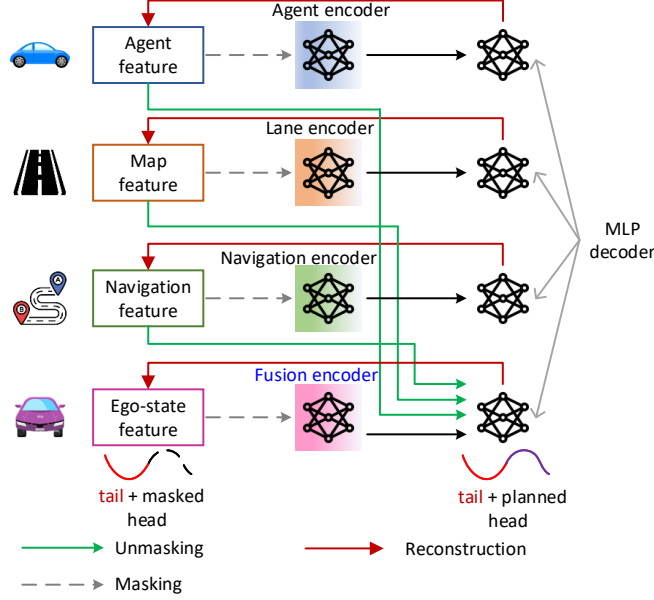 Agent encoder
Agent
feature
Lane encoder
Map
feature
MLP
decoder
Navigation encoder
A
B
Navigation
feature
Fusion encoder
Ego-state
feature
tail + masked
head
tail + planned
head
Unmasking
Reconstruction
Masking